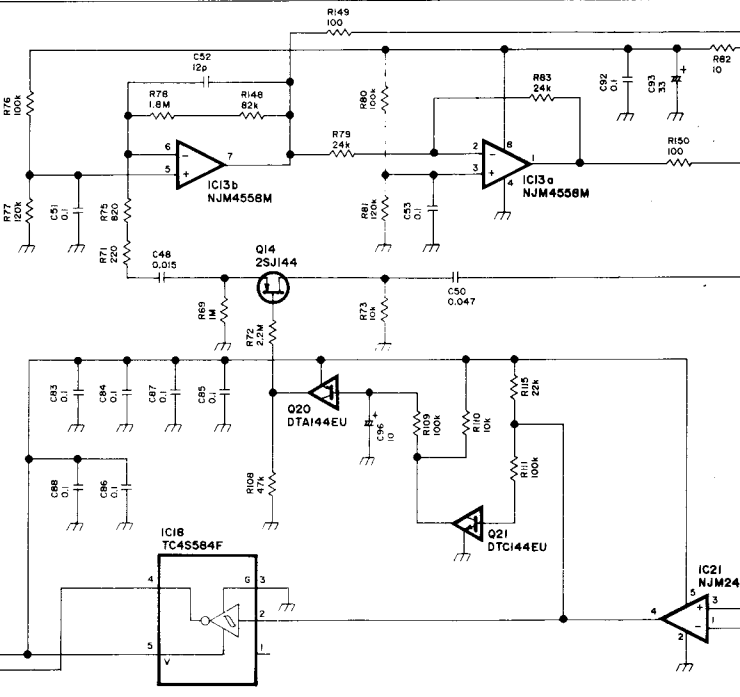 R149
100
C52
12p
R78
1.8M
R148
82k
R76
100k
R80
100k
R83
24k
C92
0.1
C93
33
+
R82
10
R79
24k
R150
100
6
−
5
+
7
IC13b
NJM4556M
2
−
3
+
8
1
4
IC13a
NJM4556M
R77
120k
C51
0.1
R75
820
R81
120k
C53
0.1
R71
220
C48
0.015
Q14
2SJ144
C50
0.047
R69
1M
R72
2.2M
R73
10k
C83
0.1
C84
0.1
C87
0.1
C85
0.1
Q20
DTA144EU
+
C96
10
R109
100k
R110
10k
R115
22k
R111
100k
C88
0.1
C86
0.1
R108
47k
Q21
DTC144EU
IC18
TC4S584F
4
G
3
2
5
V
1
IC21
NJM24
5
4
+
3
−
1
2